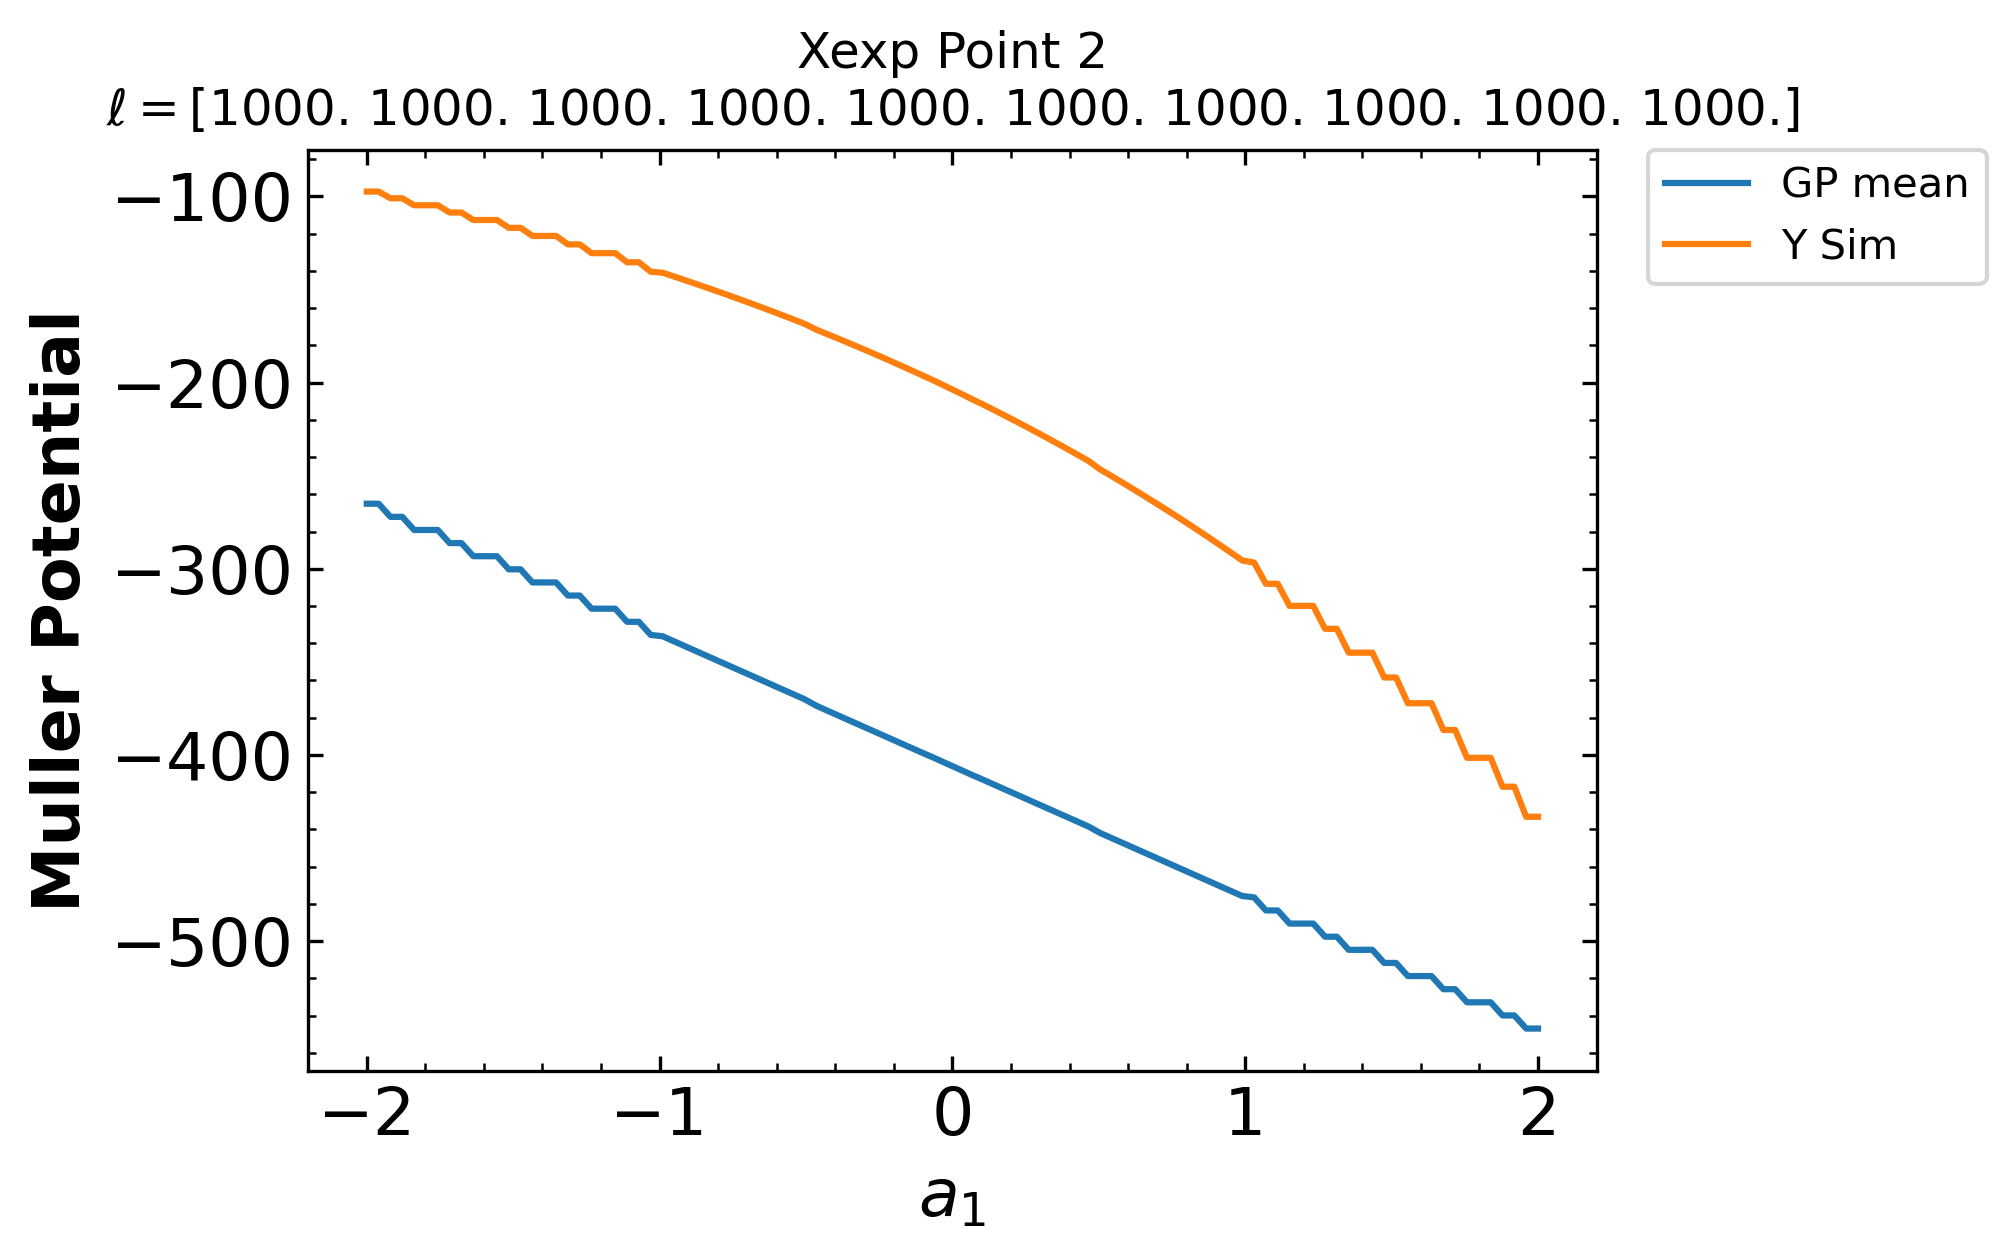 Xexp Point 2
ℓ = [1000. 1000. 1000. 1000. 1000. 1000. 1000. 1000. 1000. 1000.]
GP mean
Y Sim
Muller Potential
−100
−200
−300
−400
−500
−2 −1 0 1 2
a₁